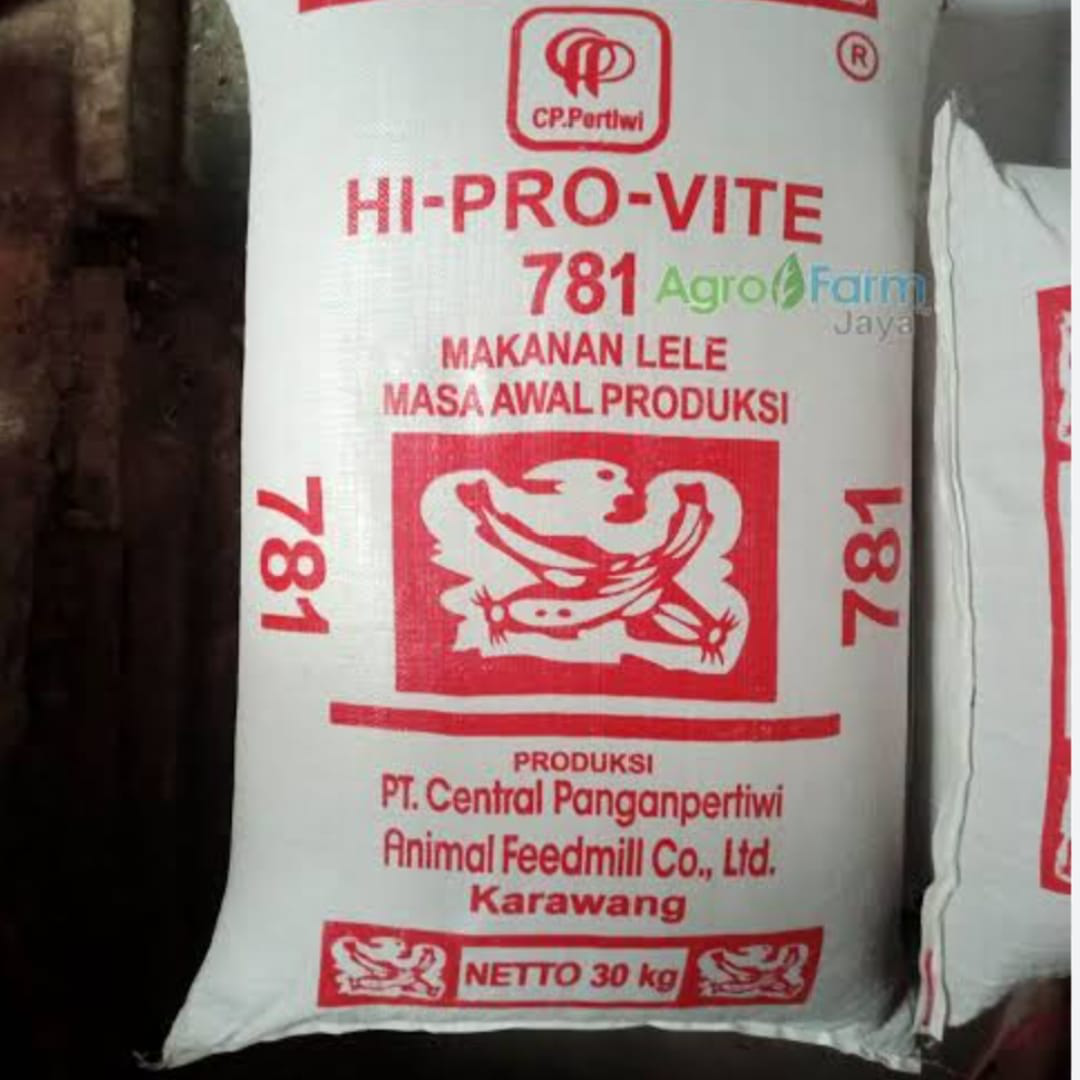 ®
CP.Pertiwi
HI-PRO-VITE
781
Agro Farm
Jaya
MAKANAN LELE
MASA AWAL PRODUKSI
781
781
PRODUKSI
PT. Central Panganpertiwi
Animal Feedmill Co., Ltd.
Karawang
NETTO 30 kg